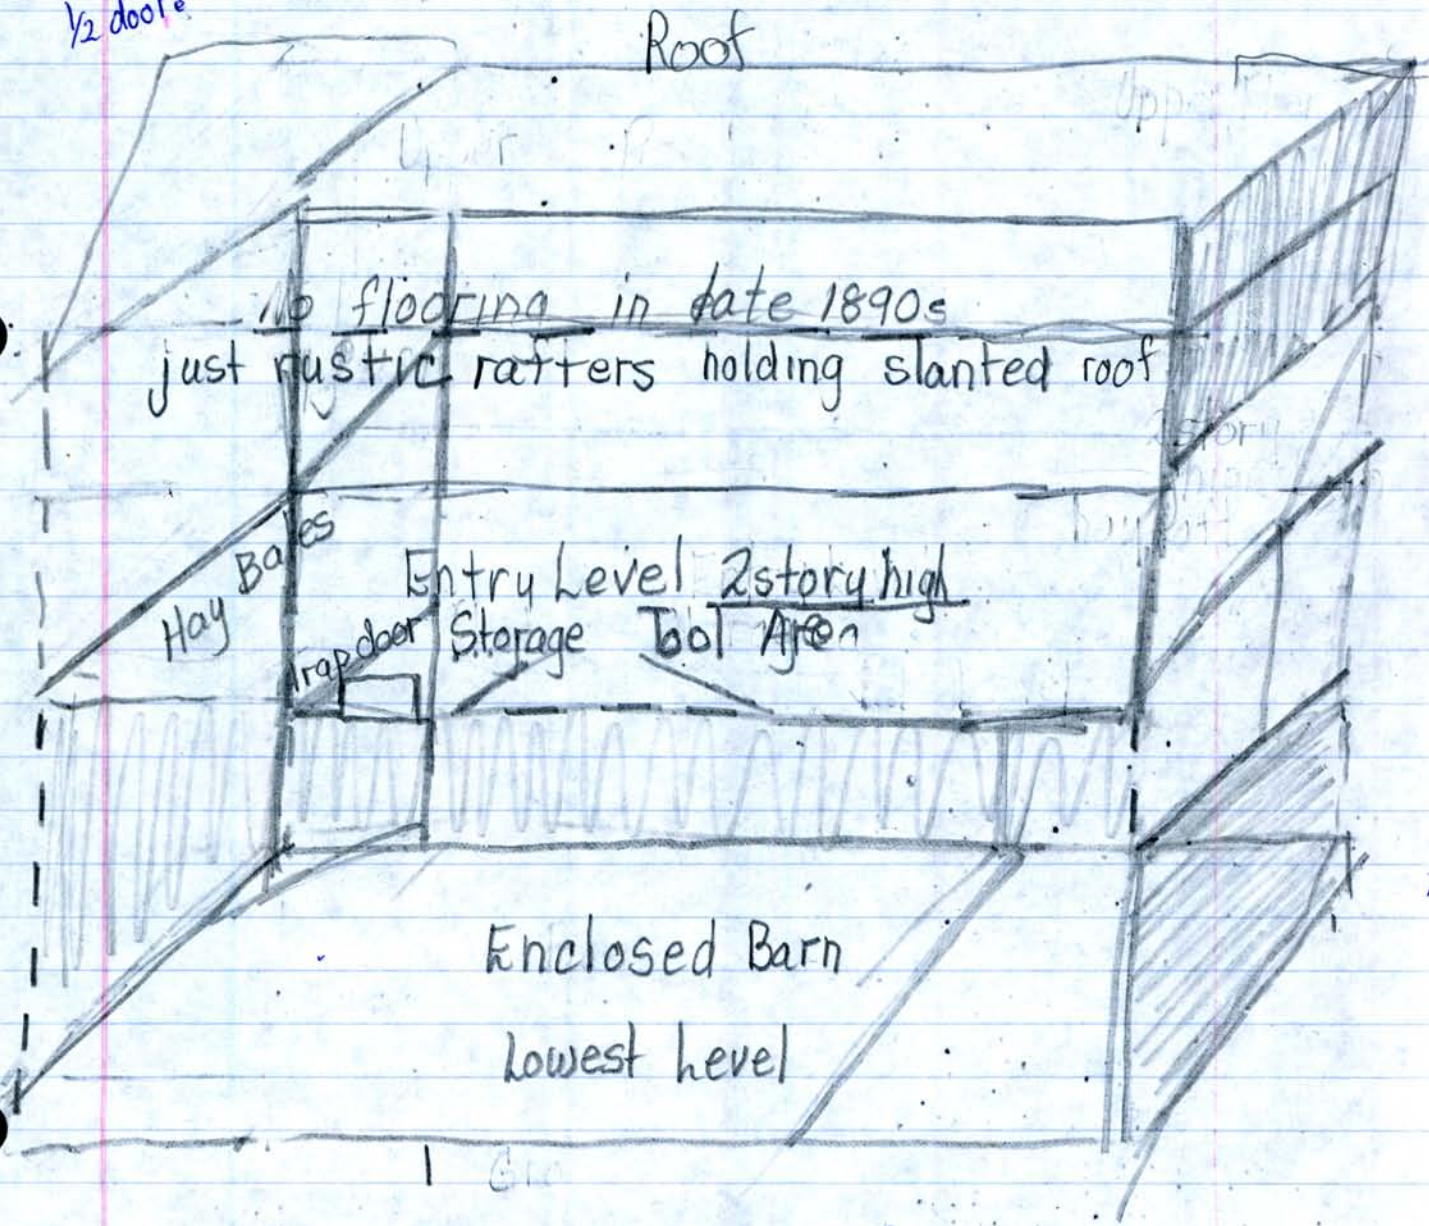 1/2 door
Roof
no flooring in date 1890s
just rustic rafters holding slanted roof
Hay Bales
Entry Level 2story high
Trap door
Storage Tool Area
Enclosed Barn
Lowest Level